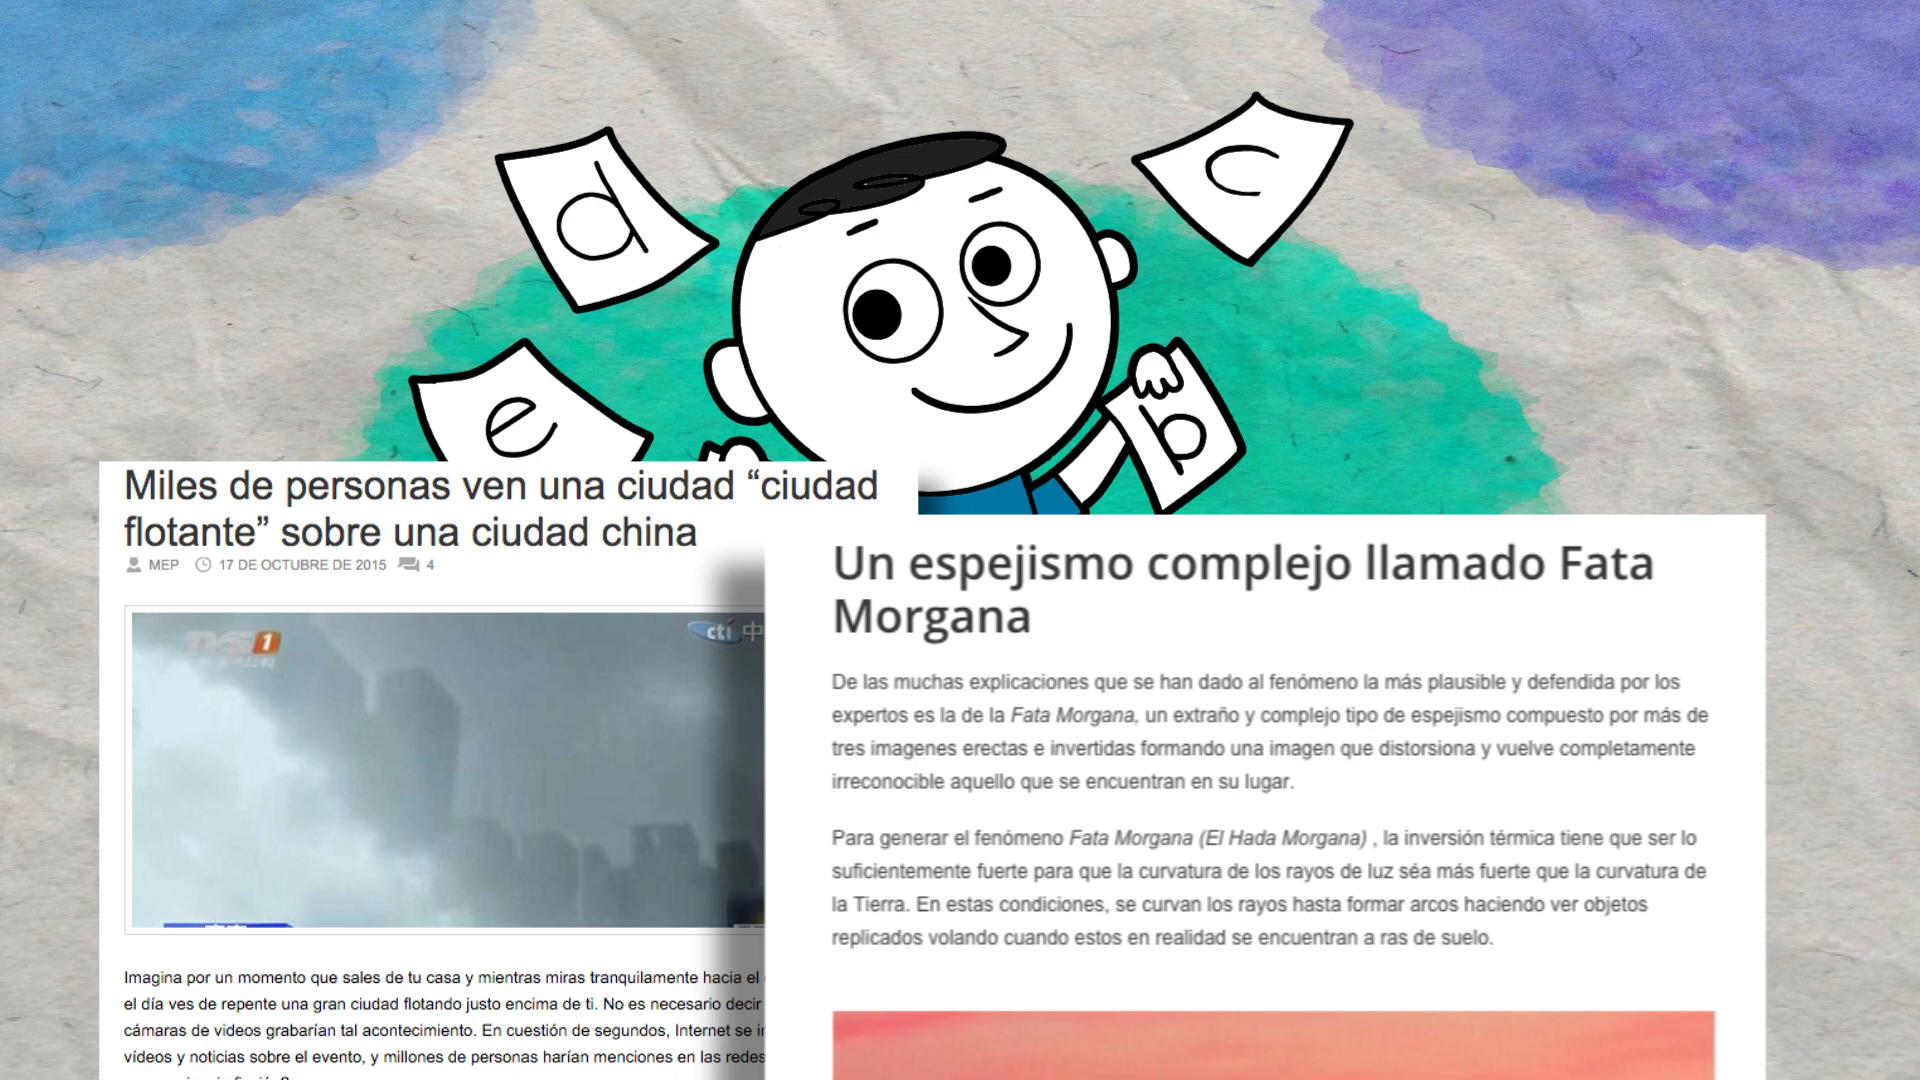 d
c
e
b
Miles de personas ven una ciudad “ciudad
flotante” sobre una ciudad china
MEP 17 DE OCTUBRE DE 2015 4
1
cti 中
Imagina por un momento que sales de tu casa y mientras miras tranquilamente hacia el
el día ves de repente una gran ciudad flotando justo encima de ti. No es necesario decir
cámaras de videos grabarían tal acontecimiento. En cuestión de segundos, Internet se
vídeos y noticias sobre el evento, y millones de personas harían menciones en las redes
Un espejismo complejo llamado Fata
Morgana
De las muchas explicaciones que se han dado al fenómeno la más plausible y defendida por los
expertos es la de la Fata Morgana, un extraño y complejo tipo de espejismo compuesto por más de
tres imagenes erectas e invertidas formando una imagen que distorsiona y vuelve completamente
irreconocible aquello que se encuentran en su lugar.
Para generar el fenómeno Fata Morgana (El Hada Morgana) , la inversión térmica tiene que ser lo
suficientemente fuerte para que la curvatura de los rayos de luz séa más fuerte que la curvatura de
la Tierra. En estas condiciones, se curvan los rayos hasta formar arcos haciendo ver objetos
replicados volando cuando estos en realidad se encuentran a ras de suelo.